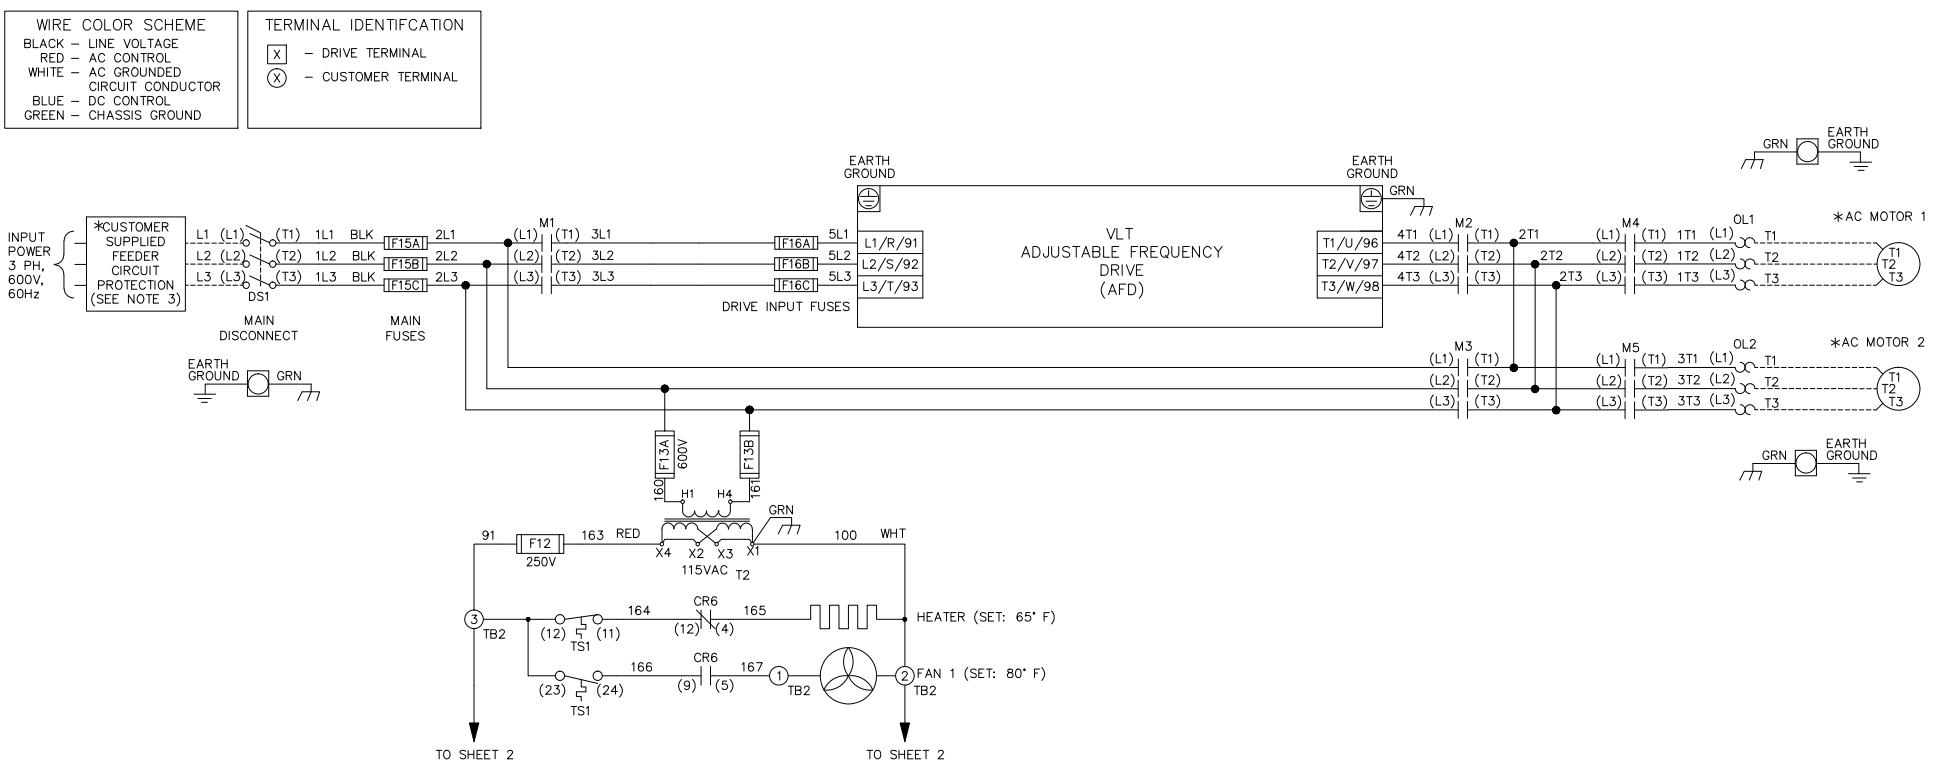 WIRE COLOR SCHEME
BLACK – LINE VOLTAGE
RED – AC CONTROL
WHITE – AC GROUNDED
CIRCUIT CONDUCTOR
BLUE – DC CONTROL
GREEN – CHASSIS GROUND
TERMINAL IDENTIFCATION
X – DRIVE TERMINAL
X – CUSTOMER TERMINAL
INPUT
POWER
3 PH,
600V,
60Hz
*CUSTOMER
SUPPLIED
FEEDER
CIRCUIT
PROTECTION
(SEE NOTE 3)
L1 (L1) (T1) 1L1 BLK F15A 2L1 (L1) M1 (T1) 3L1 F16A 5L1 L1/R/91
L2 (L2) (T2) 1L2 BLK F15B 2L2 (L2) (T2) 3L2 F16B 5L2 L2/S/92
L3 (L3) (T3) 1L3 BLK F15C 2L3 (L3) (T3) 3L3 F16C 5L3 L3/T/93
DS1
MAIN
DISCONNECT
MAIN
FUSES
DRIVE INPUT FUSES
EARTH
GROUND
GRN
EARTH
GROUND
VLT
ADJUSTABLE FREQUENCY
DRIVE
(AFD)
EARTH
GROUND
GRN
T1/U/96 4T1 (L1) M2 (T1) 2T1 (L1) M4 (T1) 1T1 (L1) OL1 T1
T2/V/97 4T2 (L2) (T2) 2T2 (L2) (T2) 1T2 (L2) T2
T3/W/98 4T3 (L3) (T3) 2T3 (L3) (T3) 1T3 (L3) T3
GRN
EARTH
GROUND
*AC MOTOR 1
T1
T2
T3
M3 M5 OL2
(L1) (T1) (L1) (T1) 3T1 (L1) T1
(L2) (T2) (L2) (T2) 3T2 (L2) T2
(L3) (T3) (L3) (T3) 3T3 (L3) T3
*AC MOTOR 2
T1
T2
T3
GRN
EARTH
GROUND
F13A
600V
F13B
160
H1 H4
161
GRN
91 F12 163 RED
250V
X4 X2 X3 X1
100 WHT
115VAC T2
3
TB2
(12) (11)
TS1
164
CR6
(12) (4)
165
HEATER (SET: 65° F)
(23) (24)
TS1
166
CR6
(9) (5)
167
1
TB2
2
TB2
FAN 1 (SET: 80° F)
TO SHEET 2
TO SHEET 2